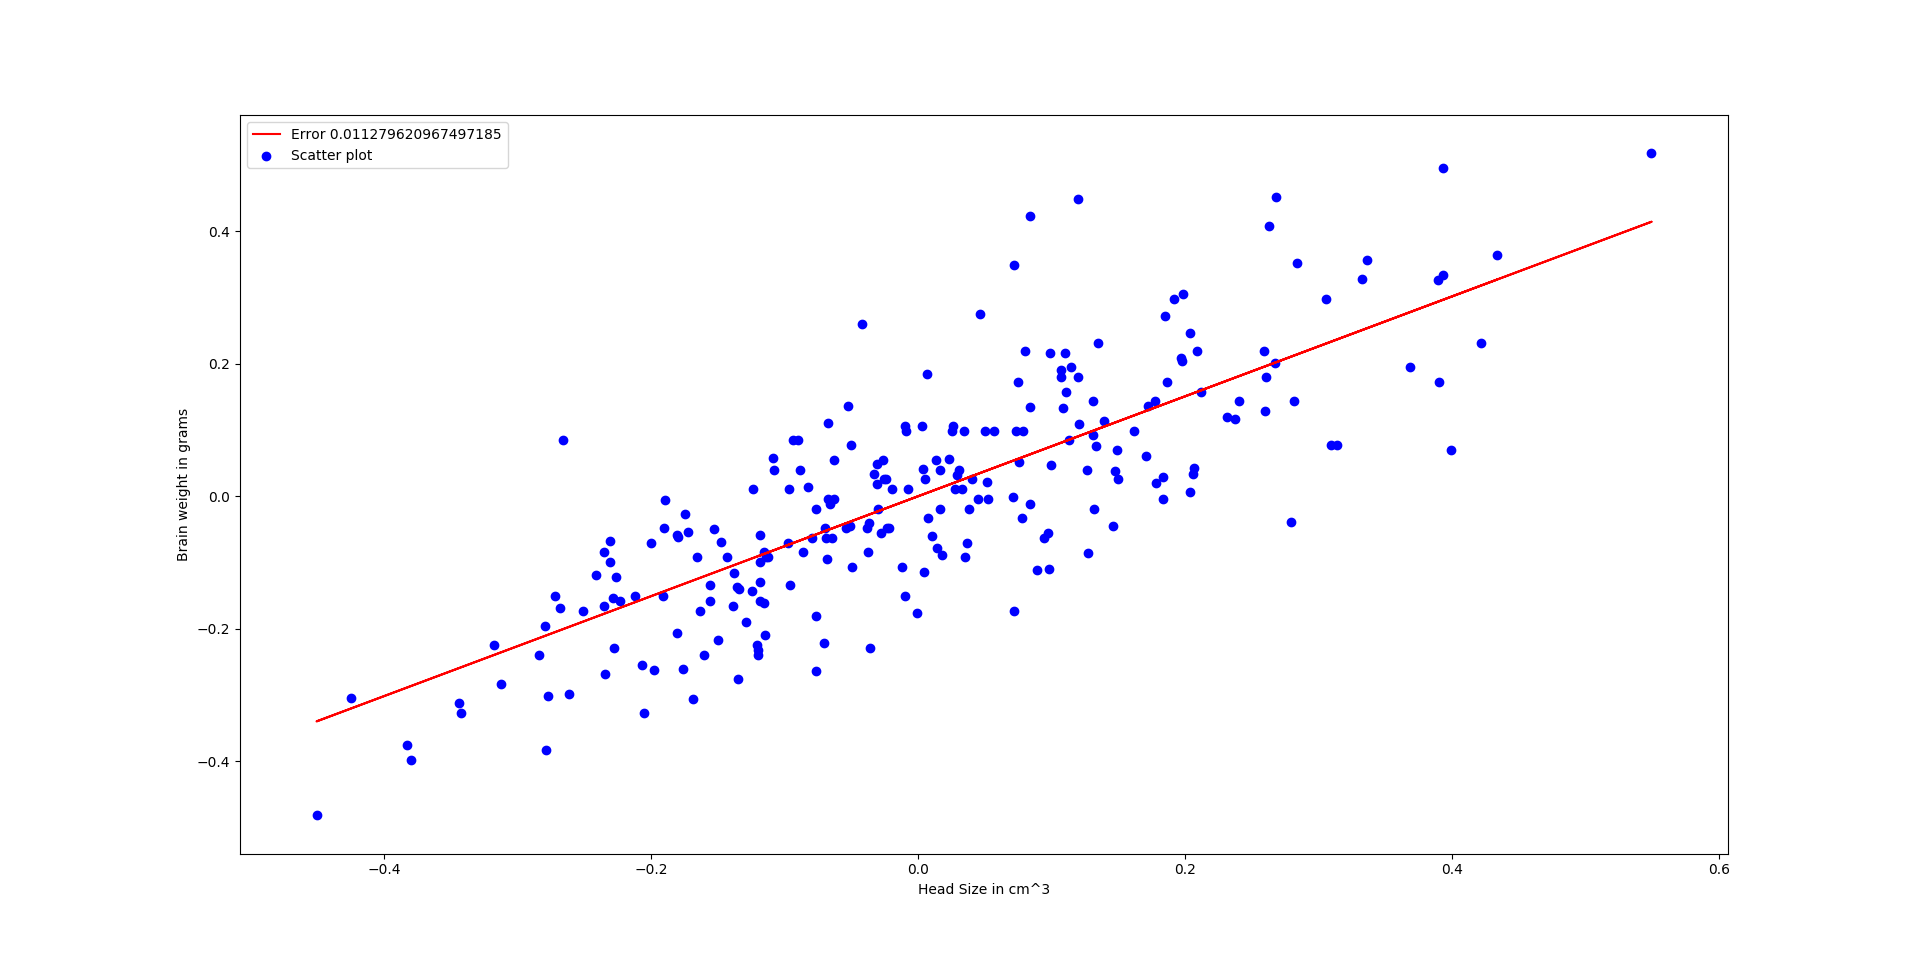 Error 0.011279620967497185
Scatter plot
Brain weight in grams
0.4
0.2
0.0
−0.2
−0.4
−0.4 −0.2 0.0 0.2 0.4 0.6
Head Size in cm^3